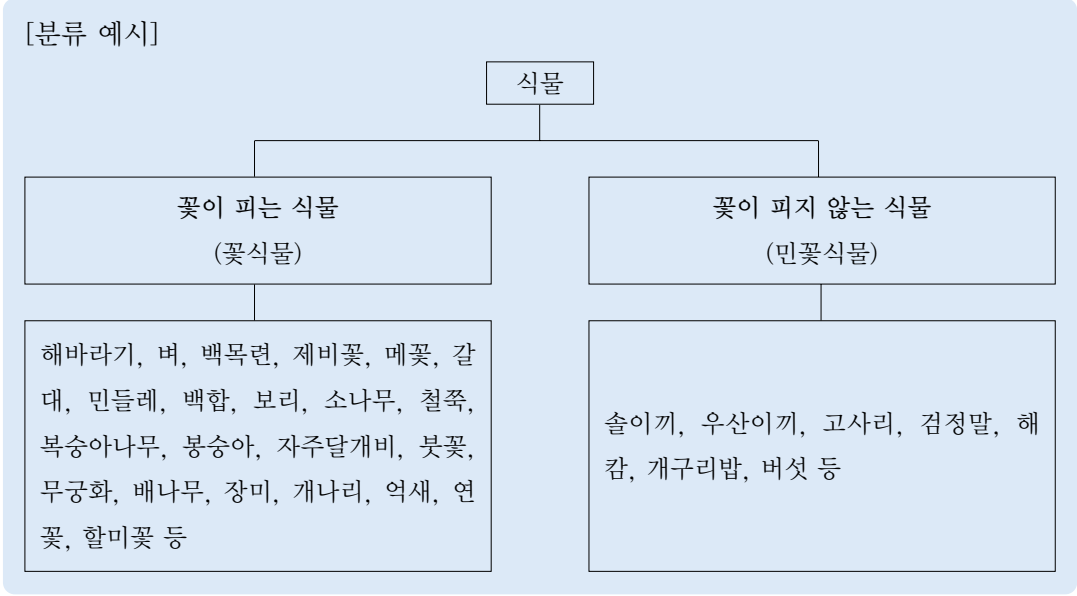 [분류 예시]
식물
꽃이 피는 식물
(꽃식물)
꽃이 피지 않는 식물
(민꽃식물)
해바라기, 벼, 백목련, 제비꽃, 메꽃, 갈
대, 민들레, 백합, 보리, 소나무, 철쭉,
복숭아나무, 봉숭아, 자주달개비, 붓꽃,
무궁화, 배나무, 장미, 개나리, 억새, 연
꽃, 할미꽃 등
솔이끼, 우산이끼, 고사리, 검정말, 해
캄, 개구리밥, 버섯 등